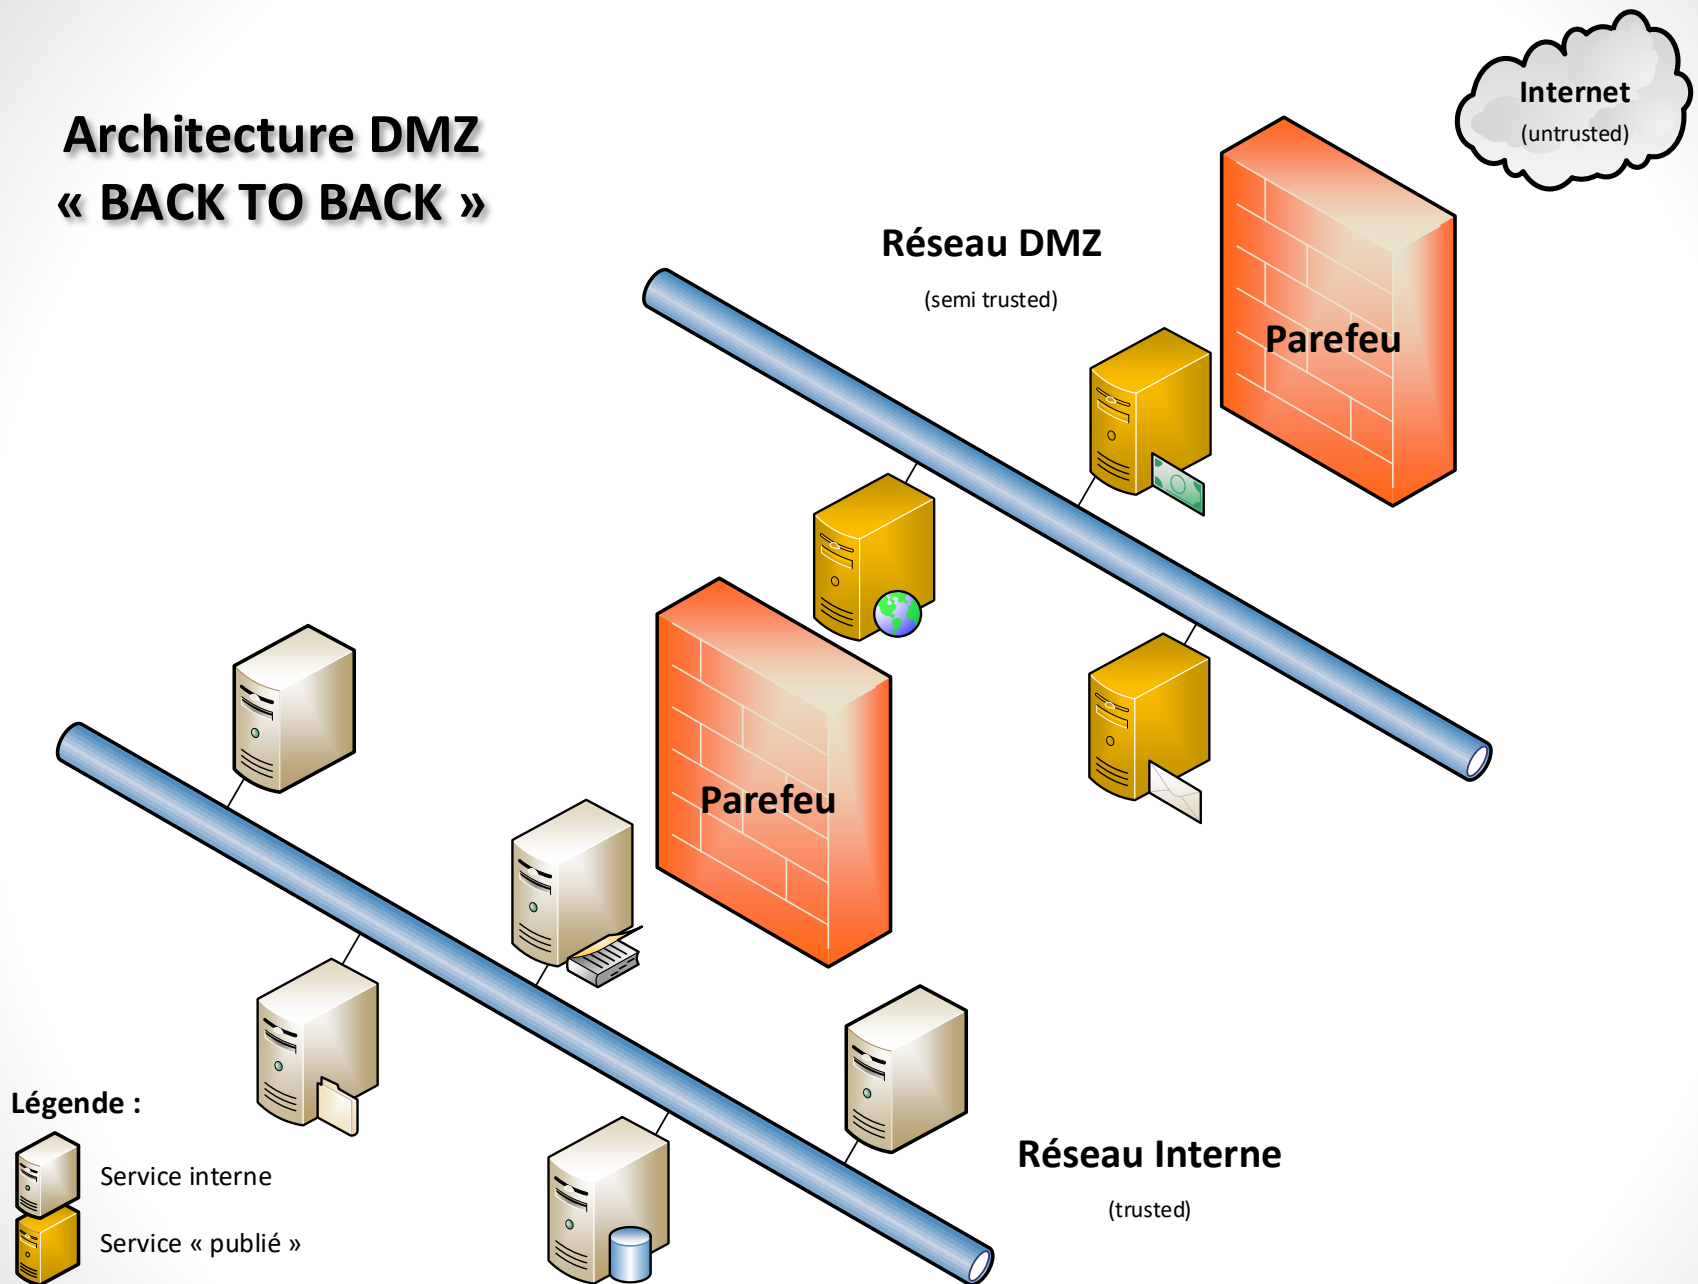 Architecture DMZ
« BACK TO BACK »
Internet
(untrusted)
Réseau DMZ
(semi trusted)
Parefeu
Parefeu
Légende :
Service interne
Service « publié »
Réseau Interne
(trusted)